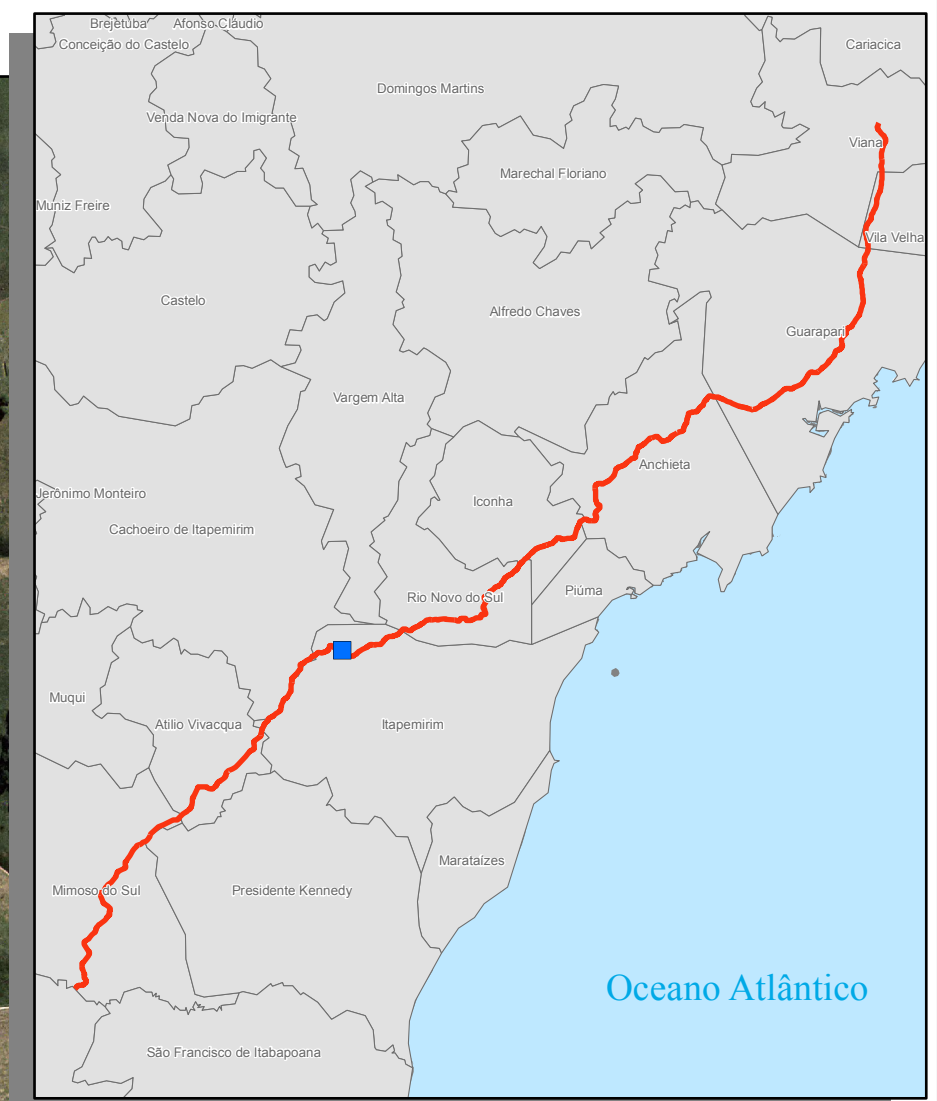 Brejetuba
Afonso Cláudio
Conceição do Castelo
Cariacica
Domingos Martins
Venda Nova do Imigrante
Viana
Marechal Floriano
Muniz Freire
Vila Velha
Castelo
Alfredo Chaves
Guarapari
Vargem Alta
Anchieta
Jerônimo Monteiro
Iconha
Cachoeiro de Itapemirim
Piúma
Rio Novo do Sul
Muqui
Atilio Vivacqua
Itapemirim
Marataízes
Mimoso do Sul
Presidente Kennedy
Oceano Atlântico
São Francisco de Itabapoana